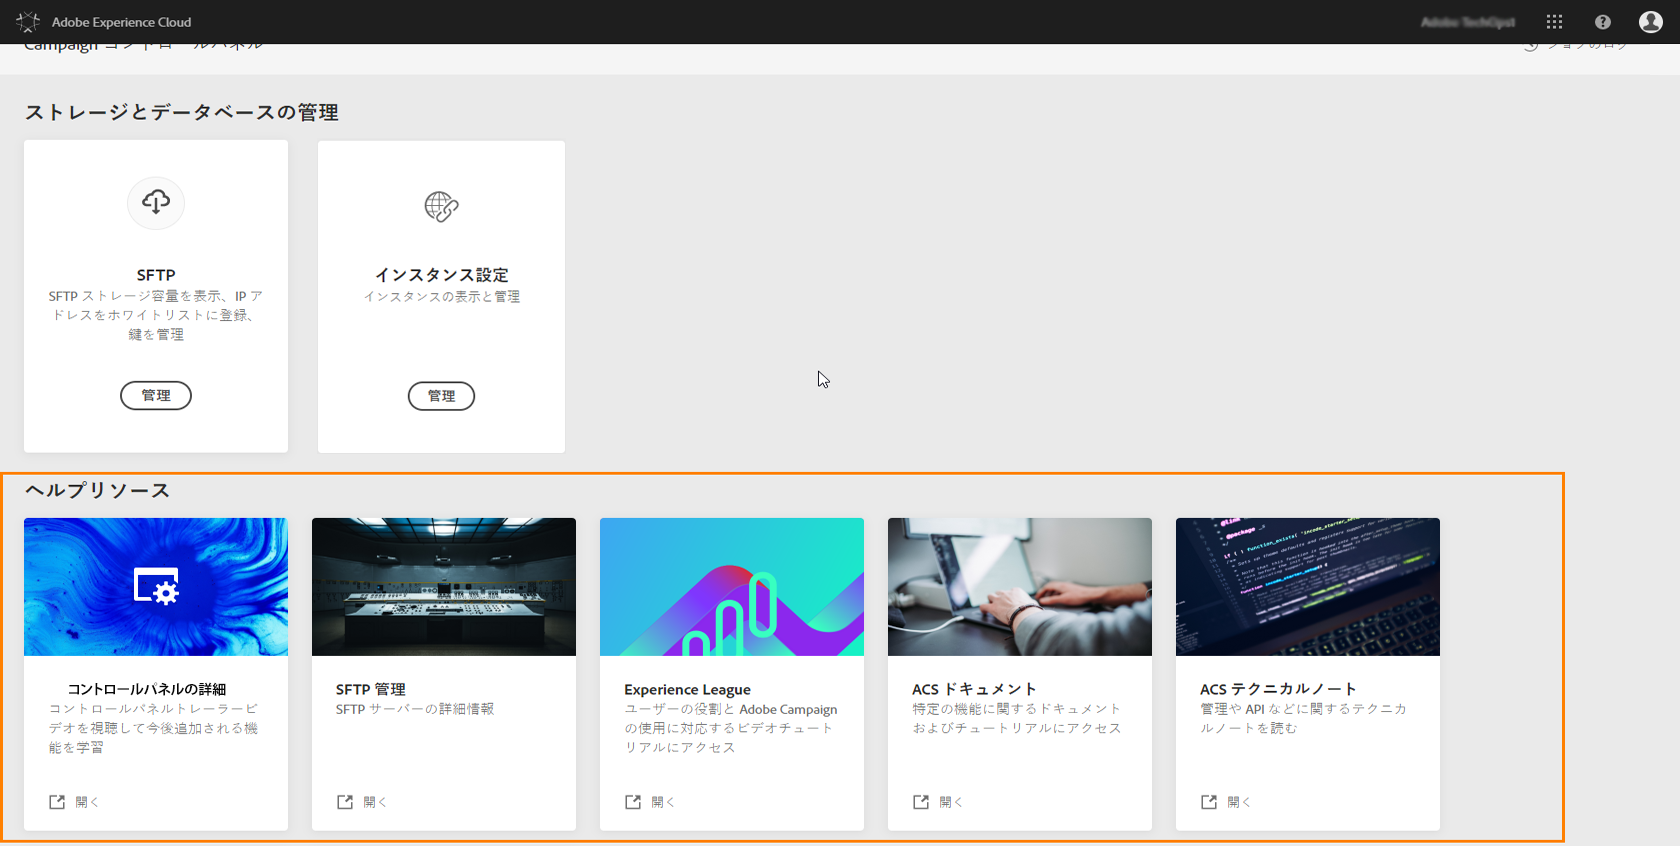 Adobe Experience Cloud
Campaign コントロールパネル
ジョブのログ
ストレージとデータベースの管理
SFTP
SFTP ストレージ容量を表示、IP ア
ドレスをホワイトリストに登録、
鍵を管理
管理
インスタンス設定
インスタンスの表示と管理
管理
ヘルプリソース
コントロールパネルの詳細
コントロールパネルトレーラービ
デオを視聴して今後追加される機
能を学習
開く
SFTP 管理
SFTP サーバーの詳細情報
開く
Experience League
ユーザーの役割と Adobe Campaign
の使用に対応するビデオチュート
リアルにアクセス
開く
ACS ドキュメント
特定の機能に関するドキュメント
およびチュートリアルにアクセス
開く
ACS テクニカルノート
管理や API などに関するテクニカ
ルノートを読む
開く